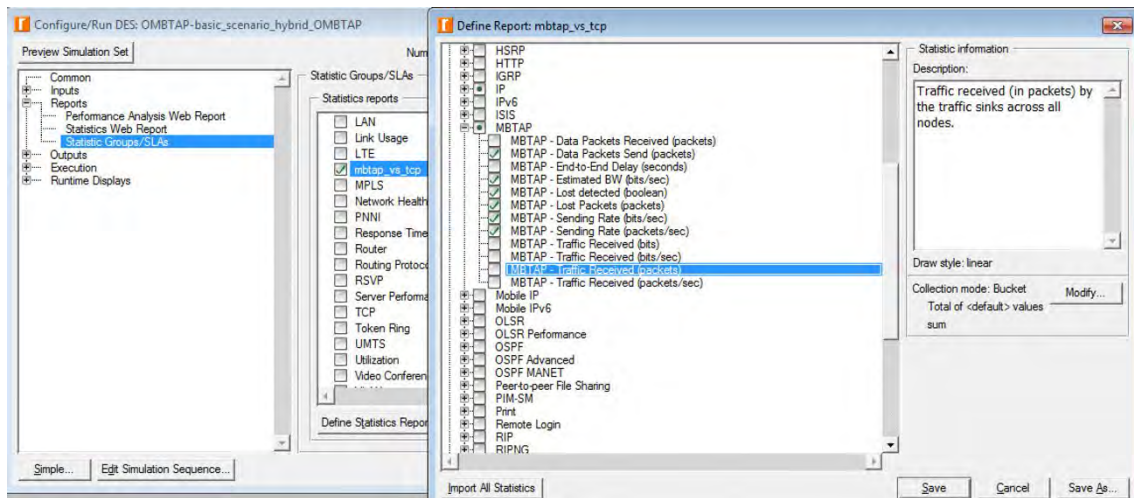 Configure/Run DES: OMBTAP-basic_scenario_hybrid_OMBTAP
Preview Simulation Set
Num
Common
Inputs
Reports
Performance Analysis Web Report
Statistics Web Report
Statistic Groups/SLAs
Outputs
Execution
Runtime Displays
Statistic Groups/SLAs
Statistics reports
LAN
Link Usage
LTE
mbtap_vs_tcp
MPLS
Network Health
PNNI
Response Time
Router
Routing Protoco
RSVP
Server Performa
TCP
Token Ring
UMTS
Utilization
Video Conferen
Define Statistics Repor
Simple...
Edit Simulation Sequence...
Define Report: mbtap_vs_tcp
HSRP
HTTP
IGRP
IP
IPv6
ISIS
MBTAP
MBTAP - Data Packets Received (packets)
MBTAP - Data Packets Send (packets)
MBTAP - End-to-End Delay (seconds)
MBTAP - Estimated BW (bits/sec)
MBTAP - Lost detected (boolean)
MBTAP - Lost Packets (packets)
MBTAP - Sending Rate (bits/sec)
MBTAP - Sending Rate (packets/sec)
MBTAP - Traffic Received (bits)
MBTAP - Traffic Received (bits/sec)
MBTAP - Traffic Received (packets)
MBTAP - Traffic Received (packets/sec)
Mobile IP
Mobile IPv6
OLSR
OLSR Performance
OSPF
OSPF Advanced
OSPF MANET
Peer-to-peer File Sharing
PIM-SM
Print
Remote Login
RIP
RIPNG
Import All Statistics
Statistic information
Description:
Traffic received (in packets) by
the traffic sinks across all
nodes.
Draw style: linear
Collection mode: Bucket
Modify...
Total of <default> values
sum
Save
Cancel
Save As...